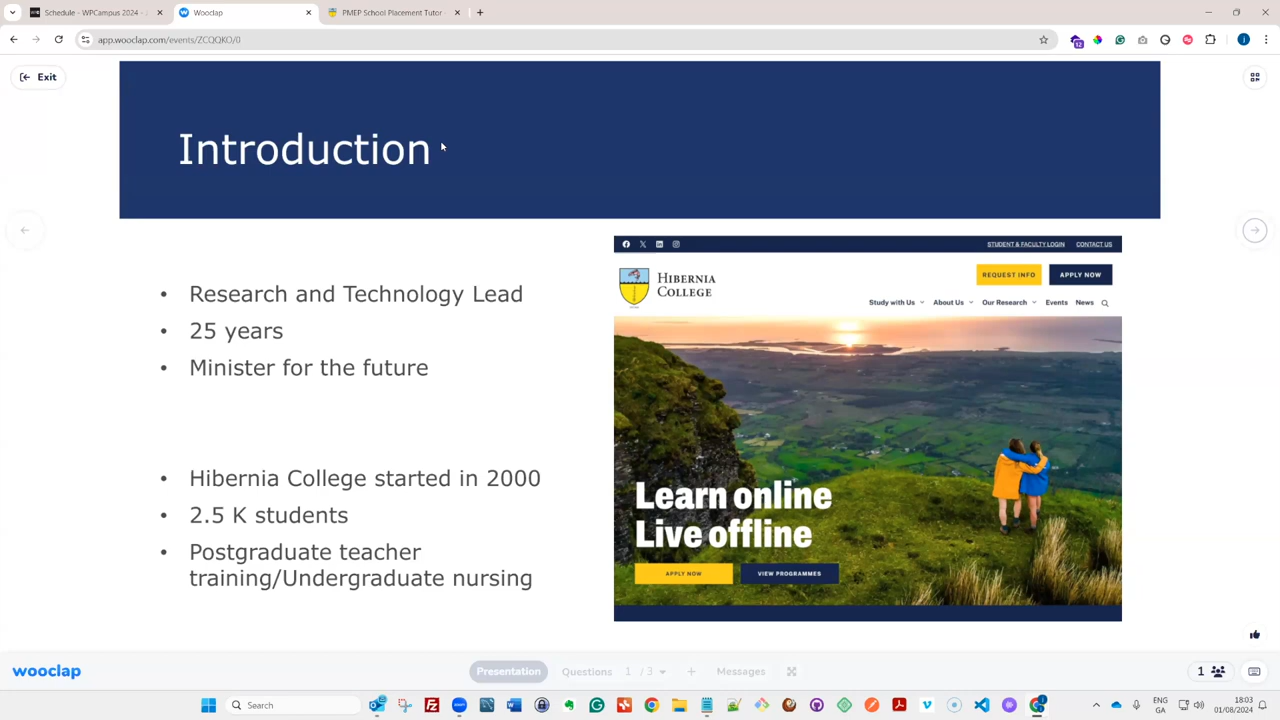 Schedule - WPCampus 2024 -
Wooclap
PMEP School Placement Tutor -
app.wooclap.com/events/ZCQQKO/0
12
Exit
Introduction
• Research and Technology Lead
• 25 years
• Minister for the future
• Hibernia College started in 2000
• 2.5 K students
• Postgraduate teacher
training/Undergraduate nursing
STUDENT & FACULTY LOGIN CONTACT US
HIBERNIA
COLLEGE
REQUEST INFO APPLY NOW
Study with Us About Us Our Research Events News
Learn online
Live offline
APPLY NOW VIEW PROGRAMMES
wooclap
Presentation Questions 1 / 3 + Messages
1
Search
ENG
GA
18:03
01/08/2024